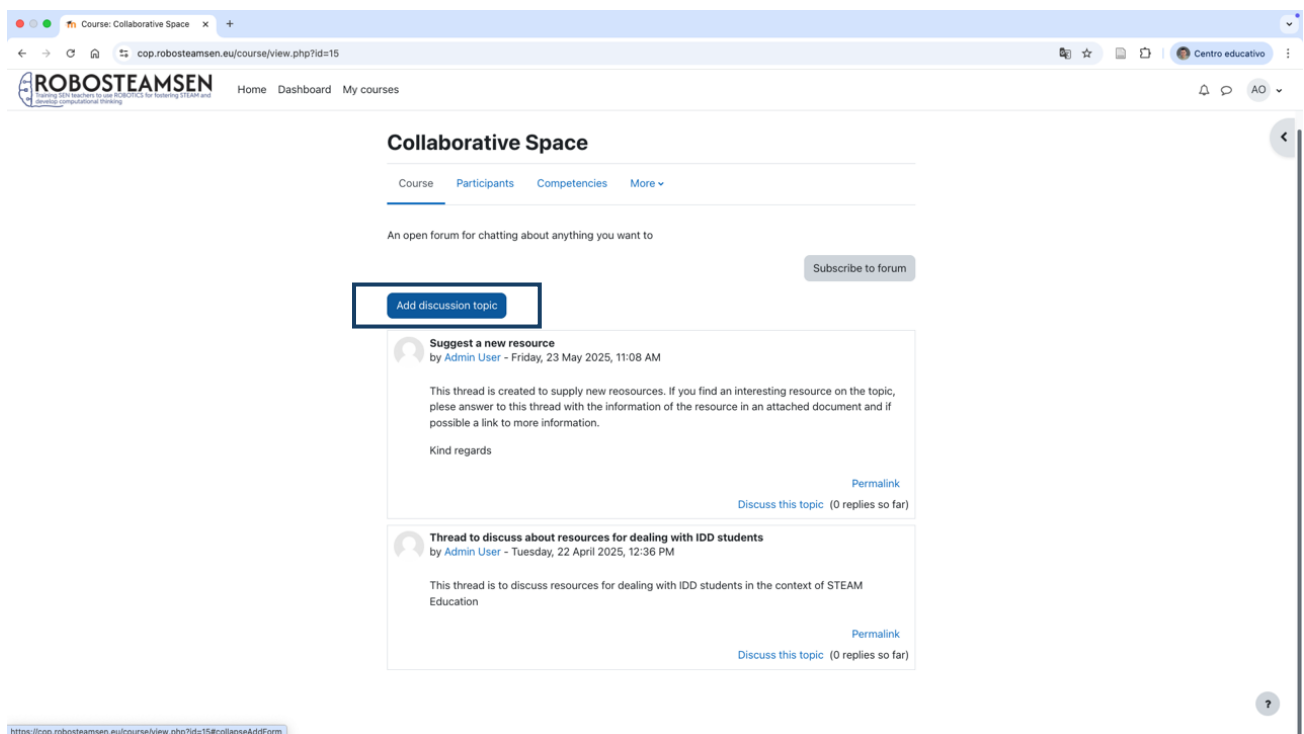 Course: Collaborative Space
cop.robosteamsen.eu/course/view.php?id=15
Centro educativo
ROBOSTEAMSEN
Training SEN teachers to use ROBOTICS for fostering STEAM and
develop computational thinking
Home Dashboard My courses
AO
Collaborative Space
Course Participants Competencies More
An open forum for chatting about anything you want to
Subscribe to forum
Add discussion topic
Suggest a new resource
by Admin User - Friday, 23 May 2025, 11:08 AM
This thread is created to supply new reosources. If you find an interesting resource on the topic,
plese answer to this thread with the information of the resource in an attached document and if
possible a link to more information.
Kind regards
Permalink
Discuss this topic (0 replies so far)
Thread to discuss about resources for dealing with IDD students
by Admin User - Tuesday, 22 April 2025, 12:36 PM
This thread is to discuss resources for dealing with IDD students in the context of STEAM
Education
Permalink
Discuss this topic (0 replies so far)
?
https://cop.robosteamsen.eu/course/view.php?id=15#collapseAddForm